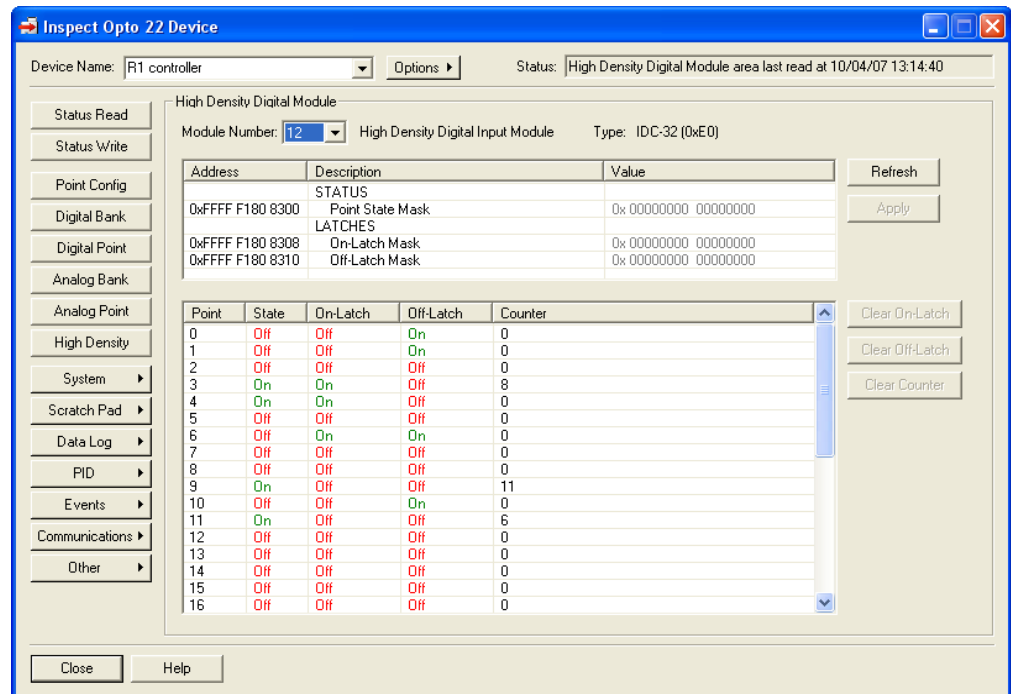 Inspect Opto 22 Device
Device Name: R1 controller Options Status: High Density Digital Module area last read at 10/04/07 13:14:40
Status Read
Status Write
Point Config
Digital Bank
Digital Point
Analog Bank
Analog Point
High Density
System
Scratch Pad
Data Log
PID
Events
Communications
Other
High Density Digital Module
Module Number: 12 High Density Digital Input Module Type: IDC-32 (0xE0)
Address Description Value
STATUS
0xFFFF F180 8300 Point State Mask 0x 00000000 00000000
LATCHES
0xFFFF F180 8308 On-Latch Mask 0x 00000000 00000000
0xFFFF F180 8310 Off-Latch Mask 0x 00000000 00000000
Refresh
Apply
Point State On-Latch Off-Latch Counter
0 Off Off On 0
1 Off Off On 0
2 Off Off Off 0
3 On On Off 8
4 On On Off 0
5 Off Off Off 0
6 Off On On 0
7 Off Off Off 0
8 Off Off Off 0
9 On Off Off 11
10 Off Off On 0
11 On Off Off 6
12 Off Off Off 0
13 Off Off Off 0
14 Off Off Off 0
15 Off Off Off 0
16 Off Off Off 0
Clear On-Latch
Clear Off-Latch
Clear Counter
Close Help